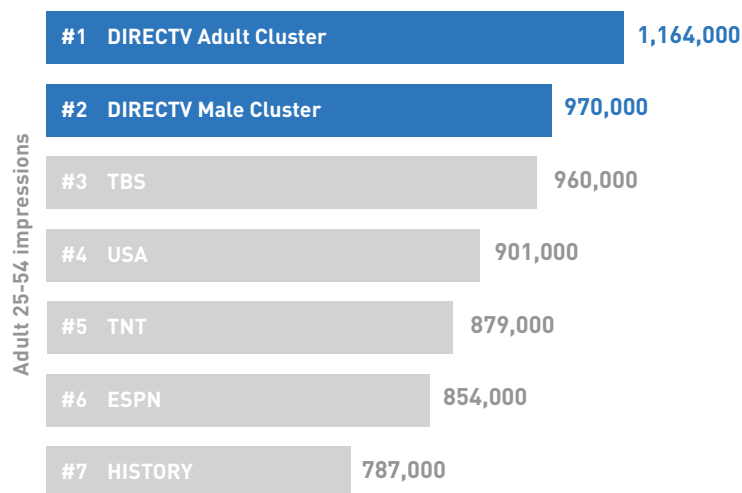 Adult 25-54 impressions
#1 DIRECTV Adult Cluster 1,164,000
#2 DIRECTV Male Cluster 970,000
#3 TBS 960,000
#4 USA 901,000
#5 TNT 879,000
#6 ESPN 854,000
#7 HISTORY 787,000